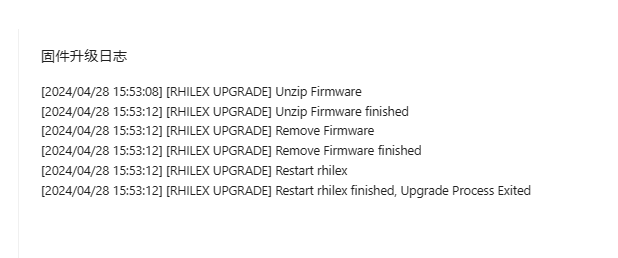 固件升级日志
[2024/04/28 15:53:08] [RHILEX UPGRADE] Unzip Firmware
[2024/04/28 15:53:12] [RHILEX UPGRADE] Unzip Firmware finished
[2024/04/28 15:53:12] [RHILEX UPGRADE] Remove Firmware
[2024/04/28 15:53:12] [RHILEX UPGRADE] Remove Firmware finished
[2024/04/28 15:53:12] [RHILEX UPGRADE] Restart rhilex
[2024/04/28 15:53:12] [RHILEX UPGRADE] Restart rhilex finished, Upgrade Process Exited